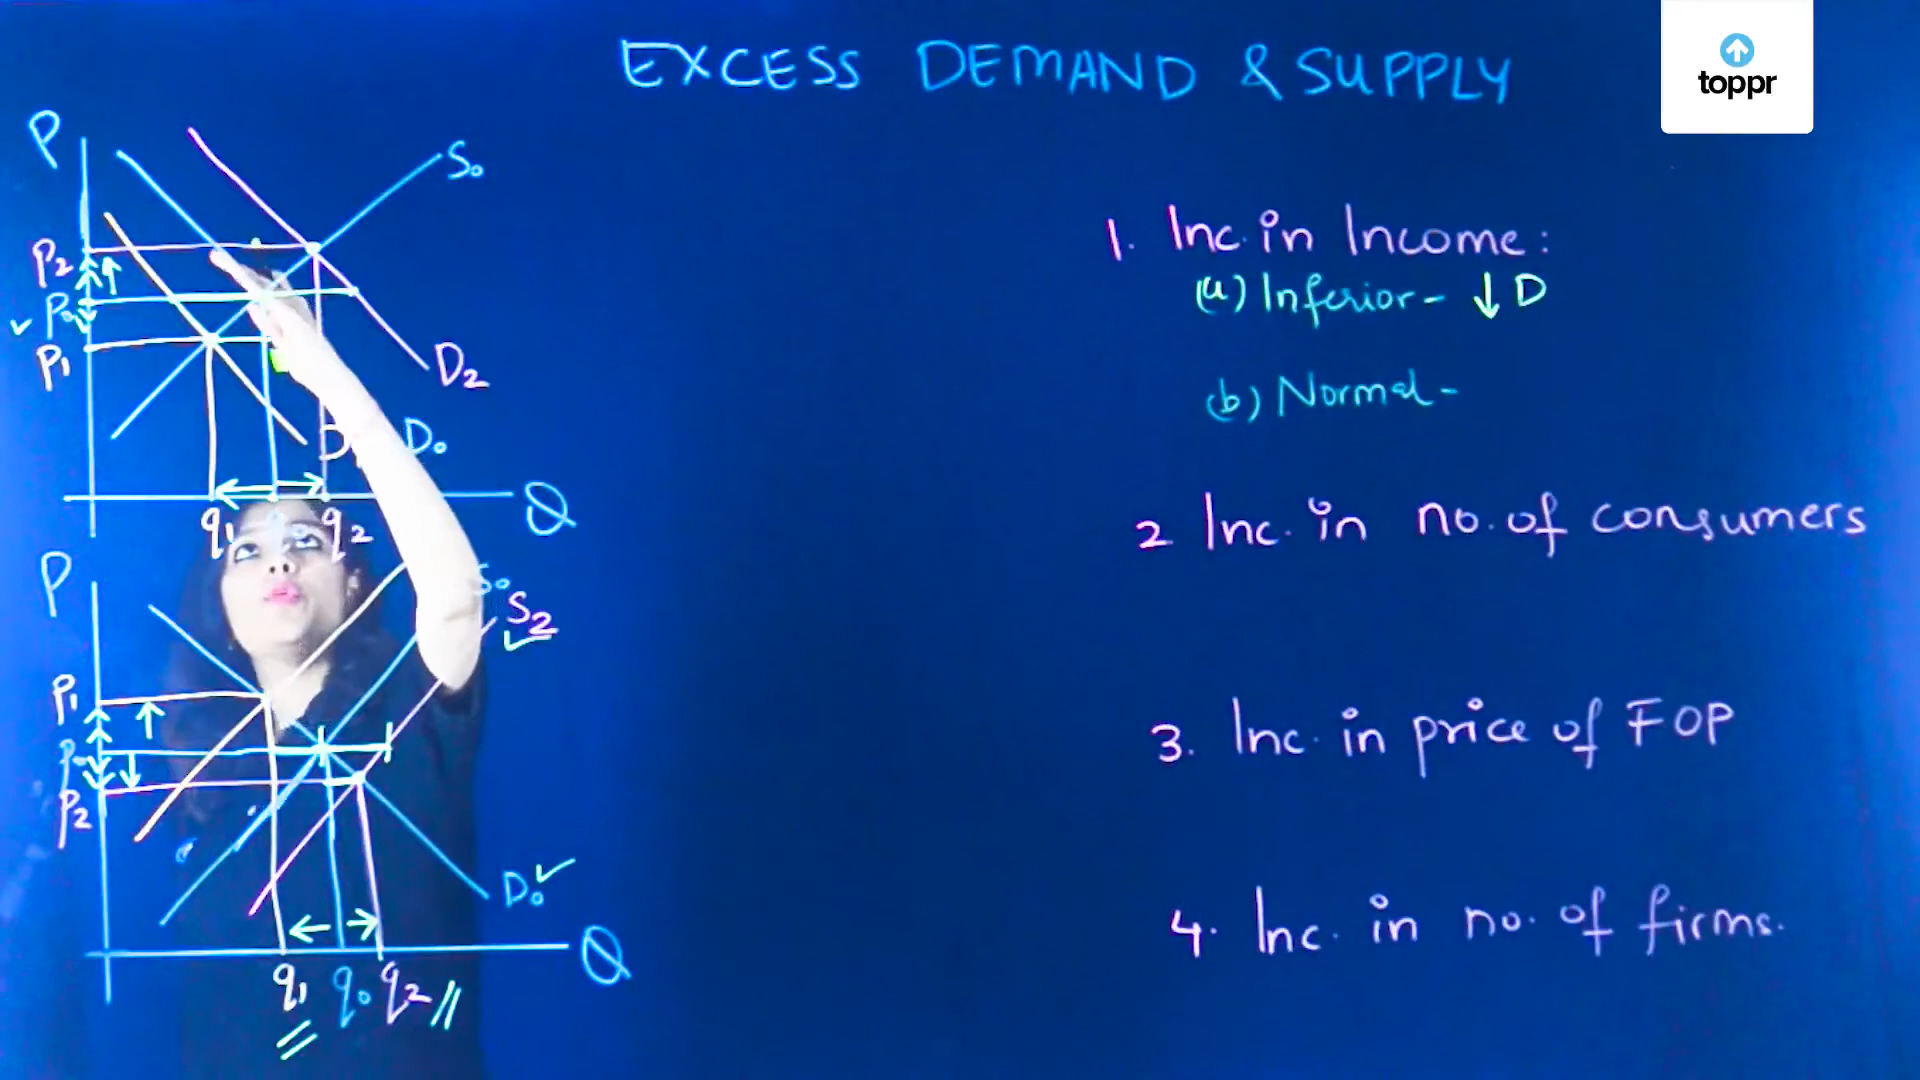 EXCESS DEMAND & SUPPLY
toppr
P
S₀
P₂
P₀
P₁
D₂
D₀
q₁ q₂
Q
P
S₀
S₂
P₁
P₂
D₀
Q
q₁ q₀ q₂
1. Inc. in Income:
(a) Inferior - ↓ D
(b) Normal -
2 Inc. in no. of consumers
3. Inc. in price of FOP
4. Inc. in no. of firms.